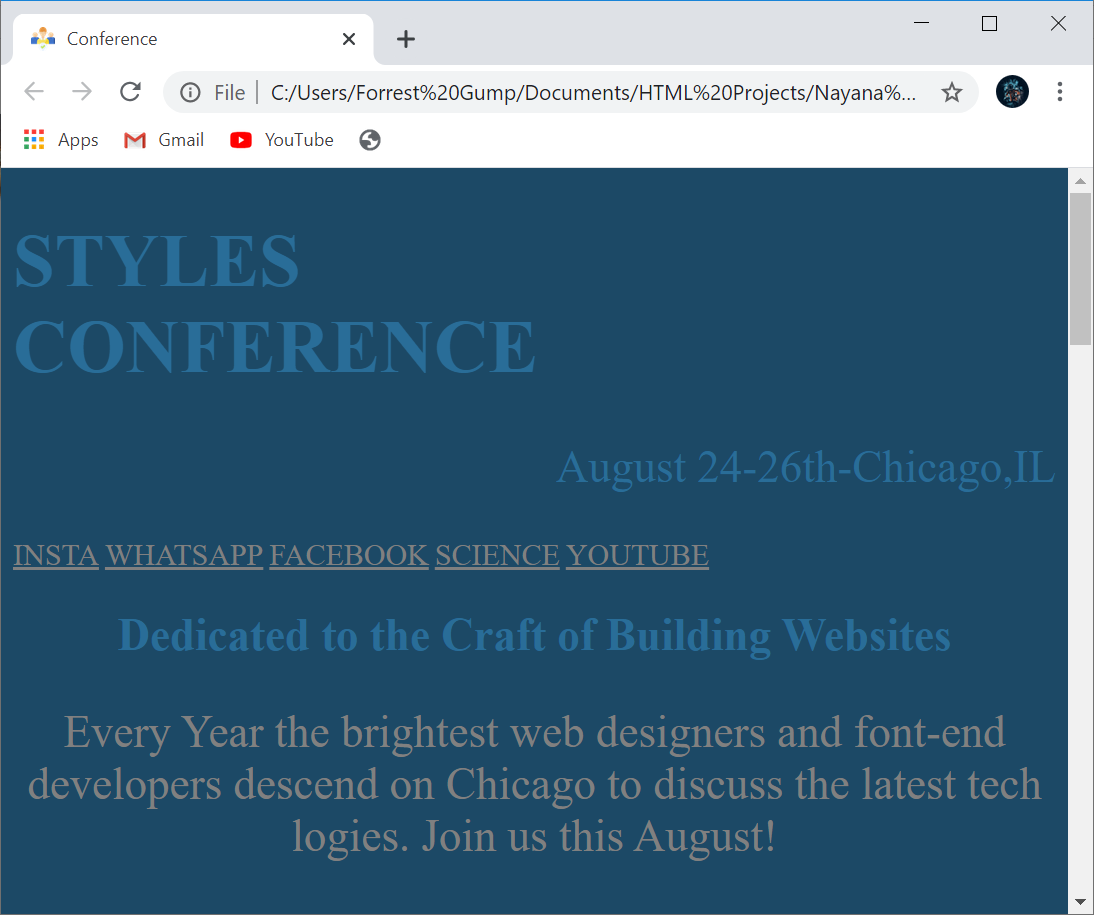 Conference
File
C:/Users/Forrest%20Gump/Documents/HTML%20Projects/Nayana%...
Apps
Gmail
YouTube
STYLES
CONFERENCE
August 24-26th-Chicago,IL
INSTA WHATSAPP FACEBOOK SCIENCE YOUTUBE
Dedicated to the Craft of Building Websites
Every Year the brightest web designers and font-end
developers descend on Chicago to discuss the latest tech
logies. Join us this August!